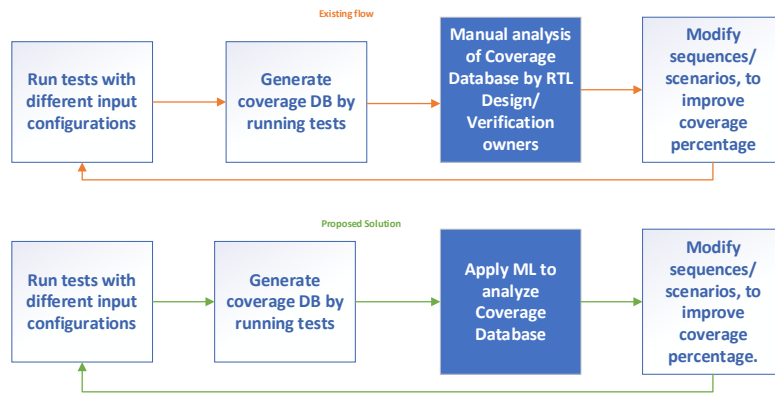 Existing flow
Run tests with
different input
configurations
Generate
coverage DB by
running tests
Manual analysis
of Coverage
Database by RTL
Design/
Verification
owners
Modify
sequences/
scenarios, to
improve
coverage
percentage
Proposed Solution
Run tests with
different input
configurations
Generate
coverage DB by
running tests
Apply ML to
analyze
Coverage
Database
Modify
sequences/
scenarios, to
improve
coverage
percentage.